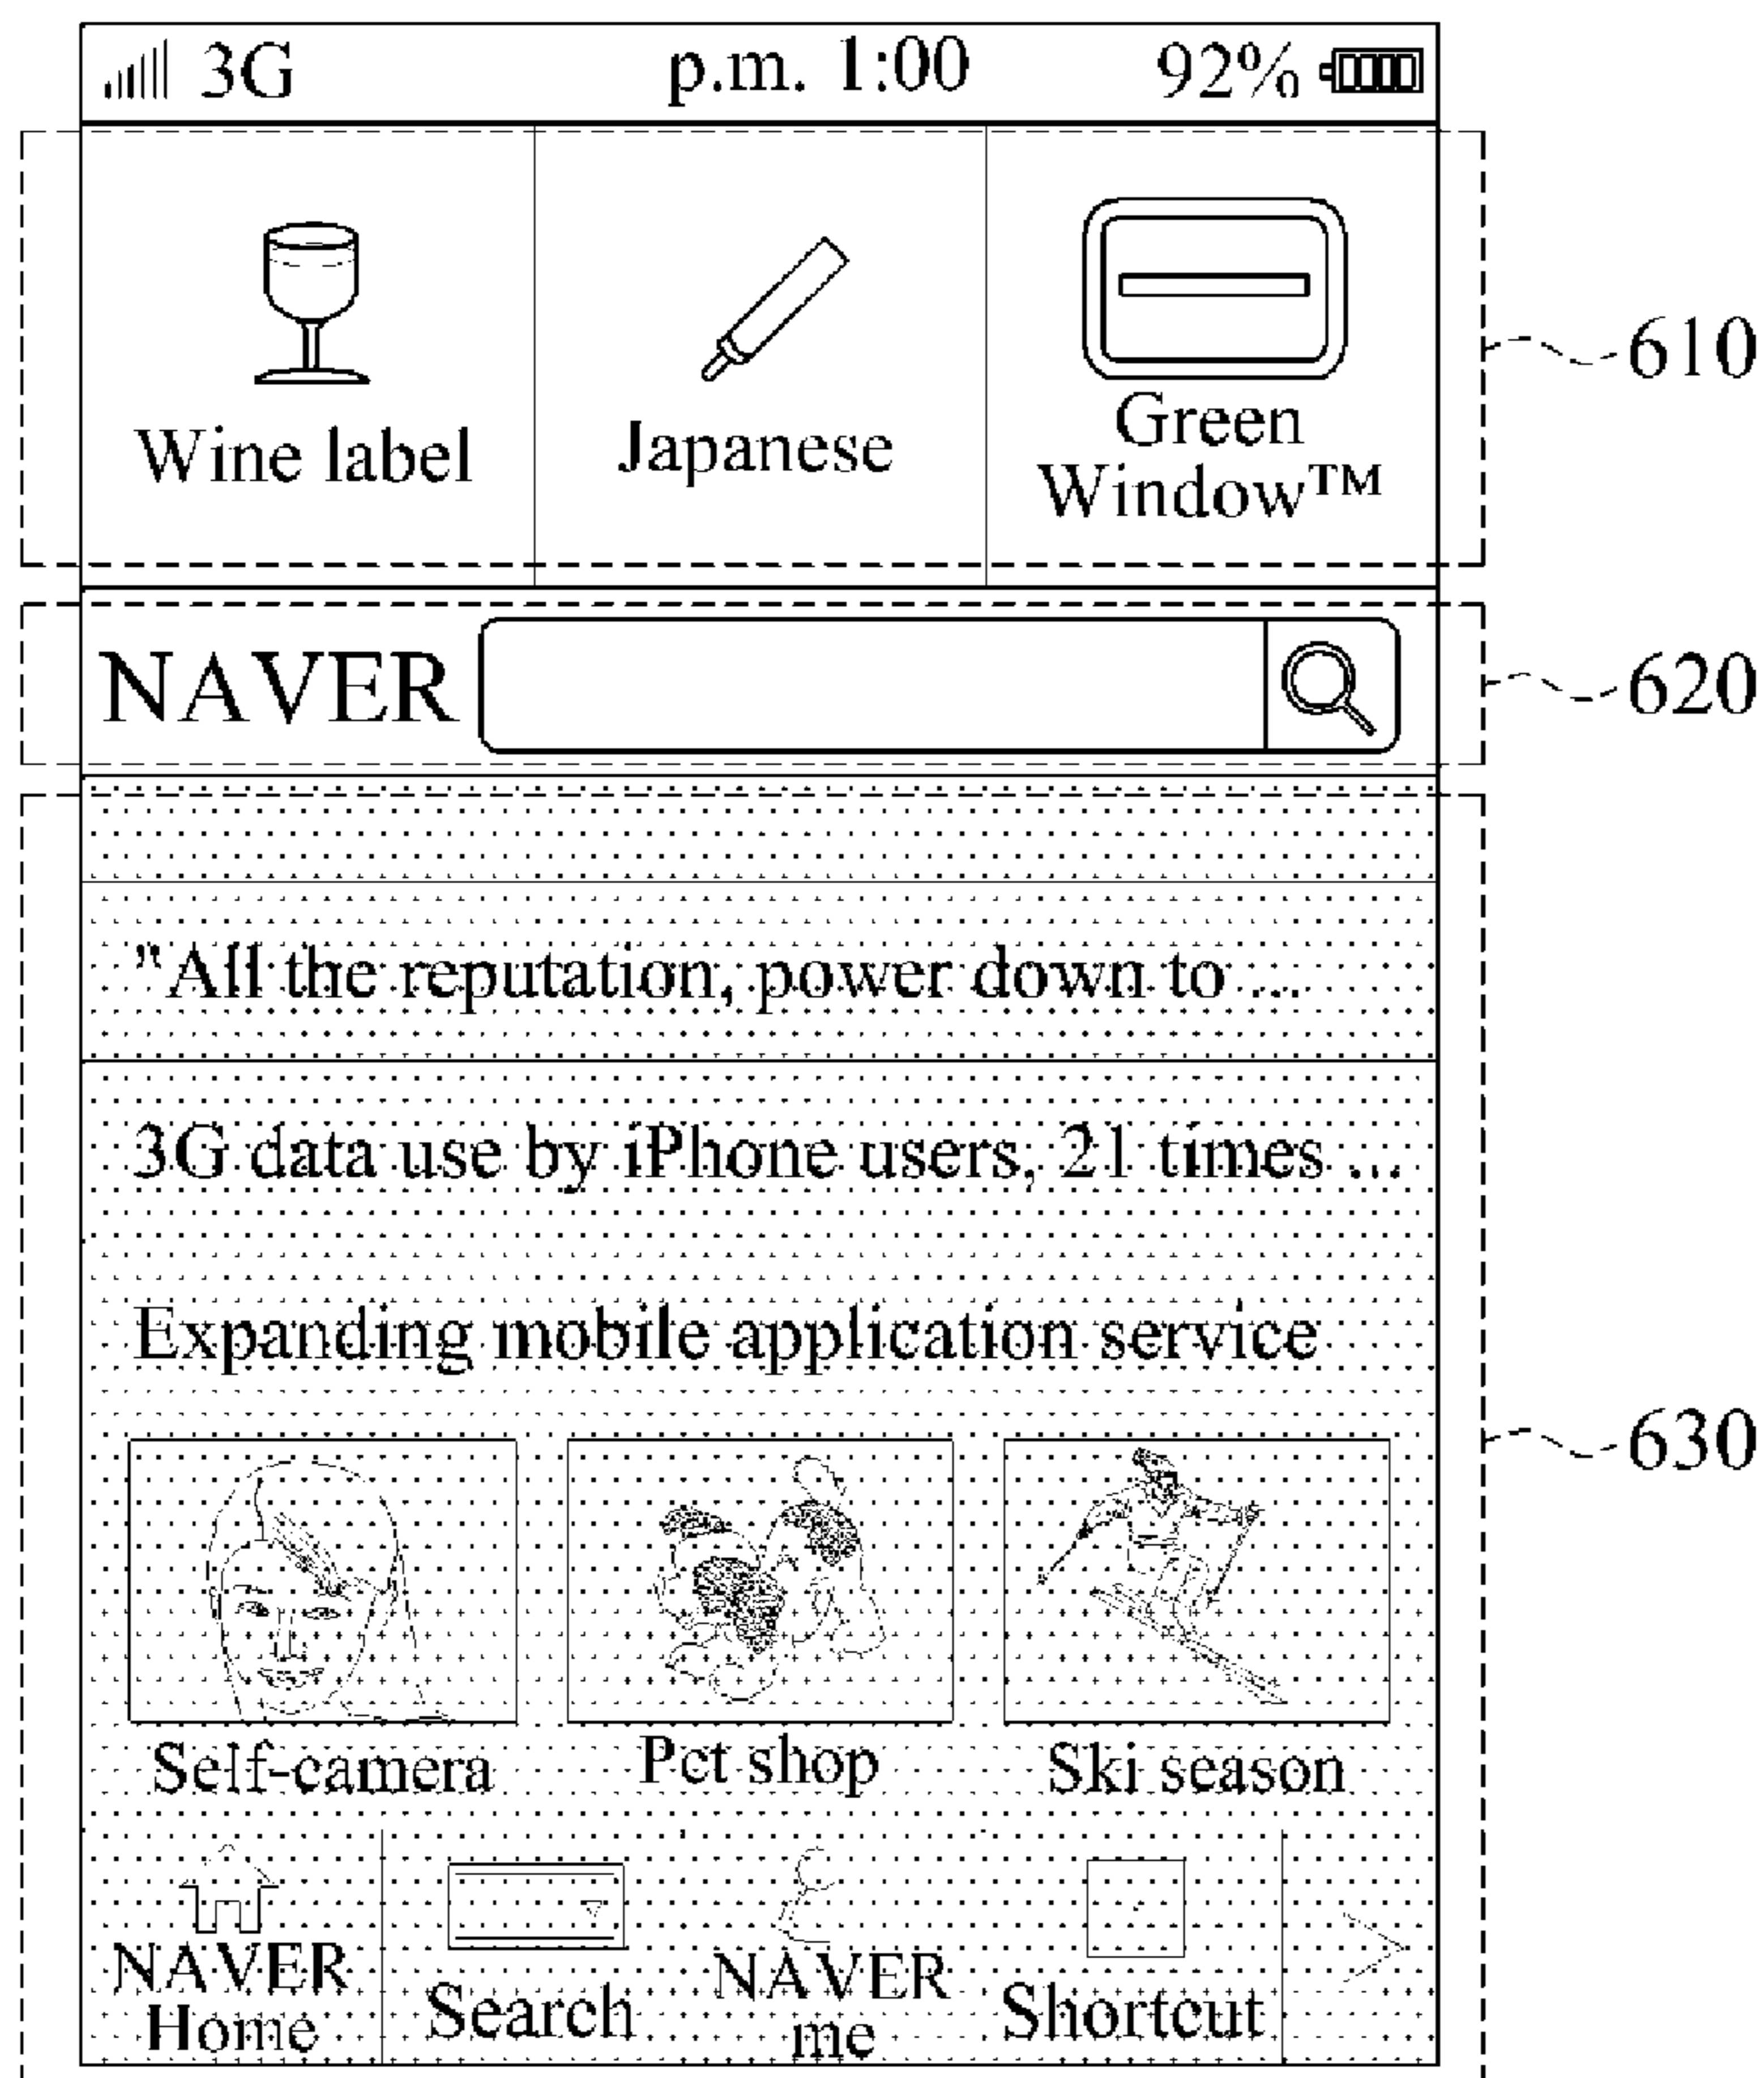 3G p.m. 1:00 92%
Wine label
Japanese
Green
Window™
610
NAVER
620
"All the reputation, power down to ...
3G data use by iPhone users, 21 times ...
Expanding mobile application service
630
Self-camera
Pet shop
Ski season
NAVER
Home
Search
NAVER
me
Shortcut